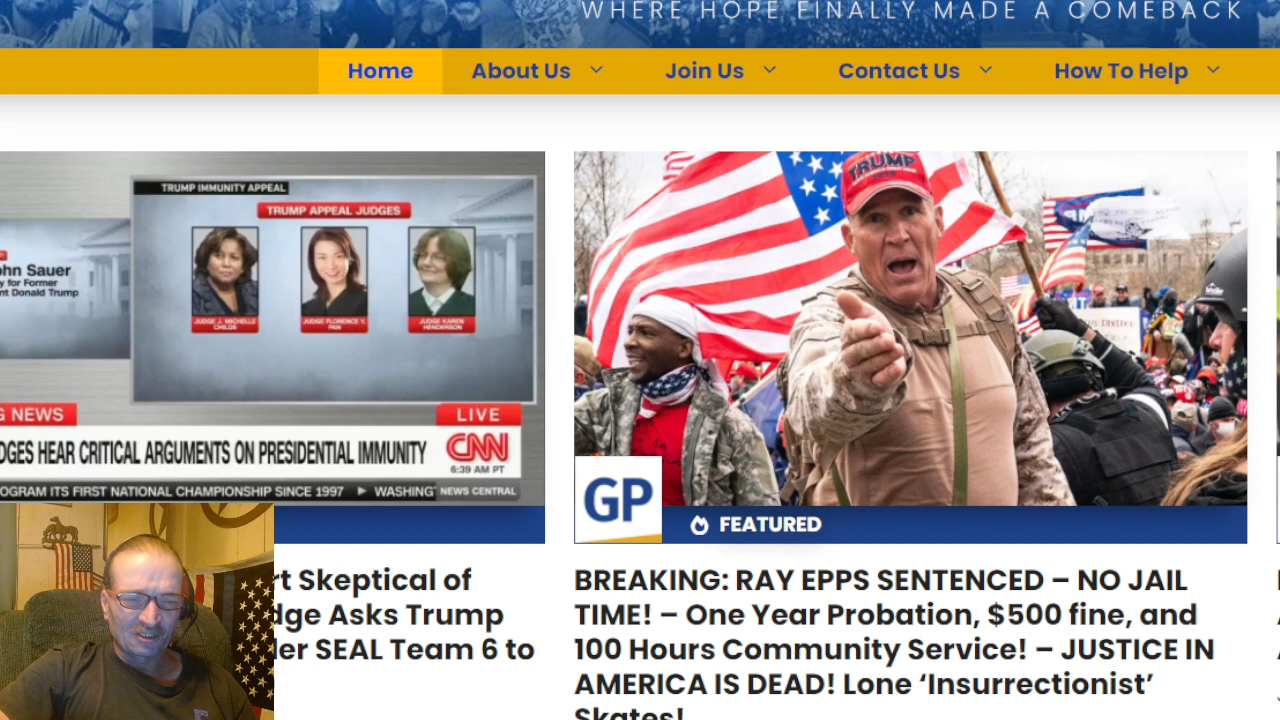 WHERE HOPE FINALLY MADE A COMEBACK
Home
About Us
Join Us
Contact Us
How To Help
TRUMP IMMUNITY APPEAL
TRUMP APPEAL JUDGES
ohn Sauer
y for Former
nt Donald Trump
JUDGE J. MICHELLE
CHILDS
JUDGE FLORENCE Y.
PAN
JUDGE KAREN
HENDERSON
G NEWS
LIVE
DGES HEAR CRITICAL ARGUMENTS ON PRESIDENTIAL IMMUNITY
CNN
6:39 AM PT
OGRAM ITS FIRST NATIONAL CHAMPIONSHIP SINCE 1997 ▶ WASHING
NEWS CENTRAL
rt Skeptical of
dge Asks Trump
der SEAL Team 6 to
TRUMP
GP
FEATURED
BREAKING: RAY EPPS SENTENCED – NO JAIL
TIME! – One Year Probation, $500 fine, and
100 Hours Community Service! – JUSTICE IN
AMERICA IS DEAD! Lone ‘Insurrectionist’
Skates!